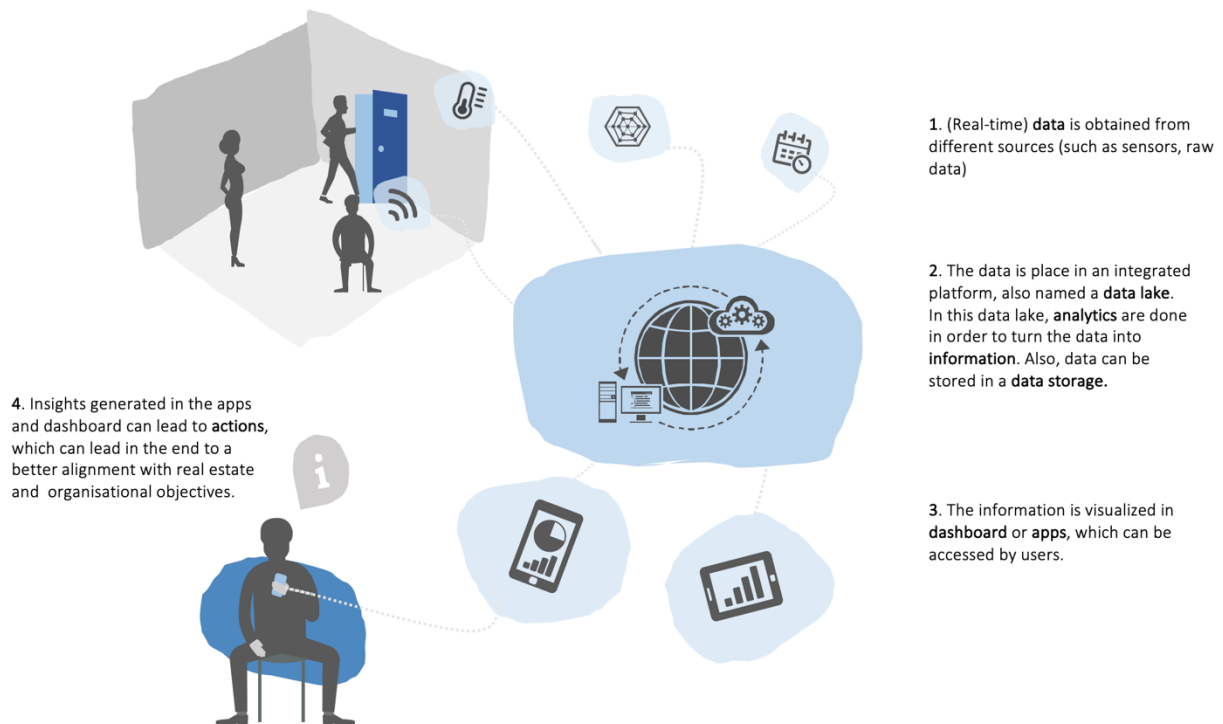 1. (Real-time) data is obtained from
different sources (such as sensors, raw
data)
2. The data is place in an integrated
platform, also named a data lake.
In this data lake, analytics are done
in order to turn the data into
information. Also, data can be
stored in a data storage.
3. The information is visualized in
dashboard or apps, which can be
accessed by users.
4. Insights generated in the apps
and dashboard can lead to actions,
which can lead in the end to a
better alignment with real estate
and organisational objectives.
i